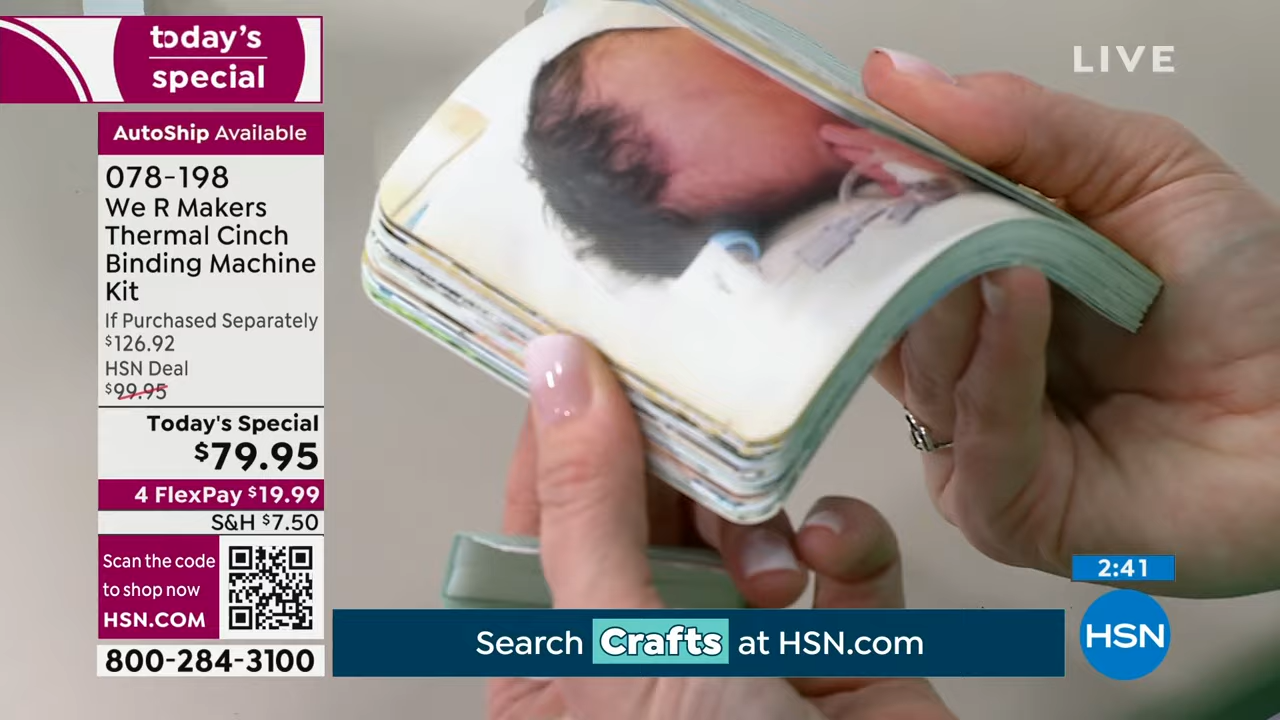 today's
special
LIVE
AutoShip Available
078-198
We R Makers
Thermal Cinch
Binding Machine
Kit
If Purchased Separately
$126.92
HSN Deal
$99.95
Today's Special
$79.95
4 FlexPay $19.99
S&H $7.50
Scan the code
to shop now
HSN.COM
800-284-3100
Search Crafts at HSN.com
2:41
HSN